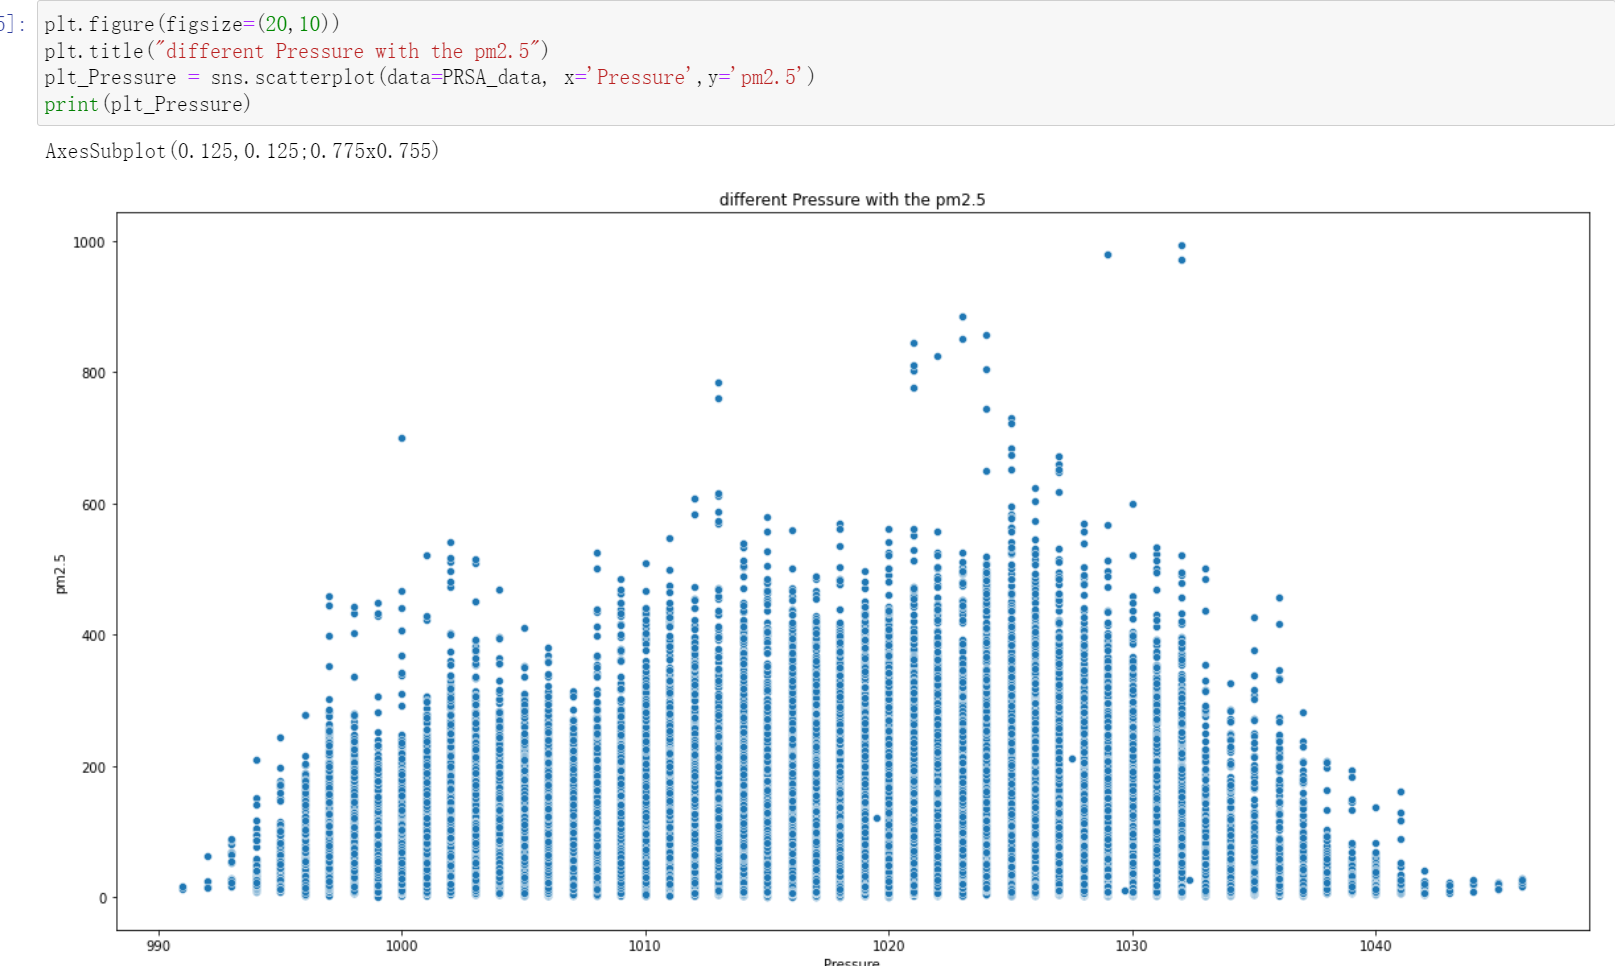 5]:
plt.figure(figsize=(20,10))
plt.title("different Pressure with the pm2.5")
plt_Pressure = sns.scatterplot(data=PRSA_data, x='Pressure',y='pm2.5')
print(plt_Pressure)
AxesSubplot(0.125,0.125;0.775x0.755)
different Pressure with the pm2.5
1000
800
600
400
200
0
pm2.5
990 1000 1010 1020 1030 1040
Pressure